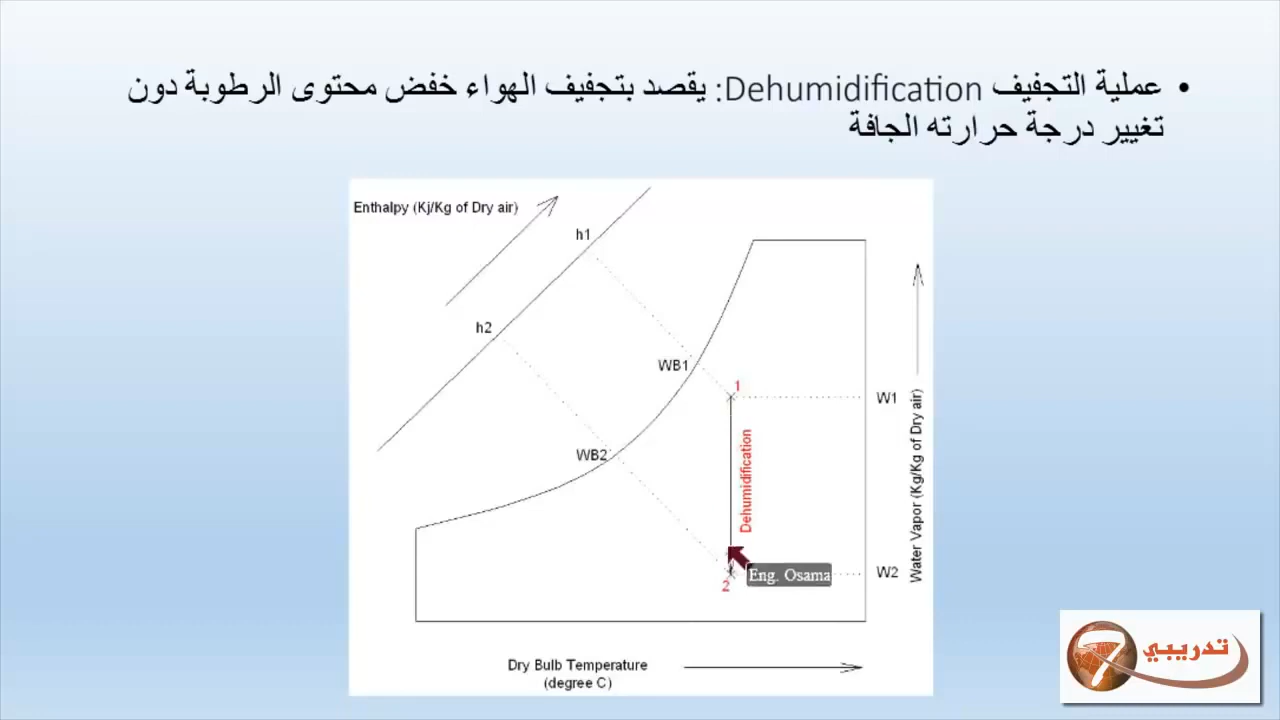 • عملية التجفيف Dehumidification: يقصد بتجفيف الهواء خفض محتوى الرطوبة دون
تغيير درجة حرارته الجافة
Enthalpy (Kj/Kg of Dry air)
h1
h2
WB1
WB2
1
Dehumidification
2
W1
W2
Water Vapor (Kg/Kg of Dry air)
Eng. Osama
Dry Bulb Temperature
(degree C)
تدريبي
7